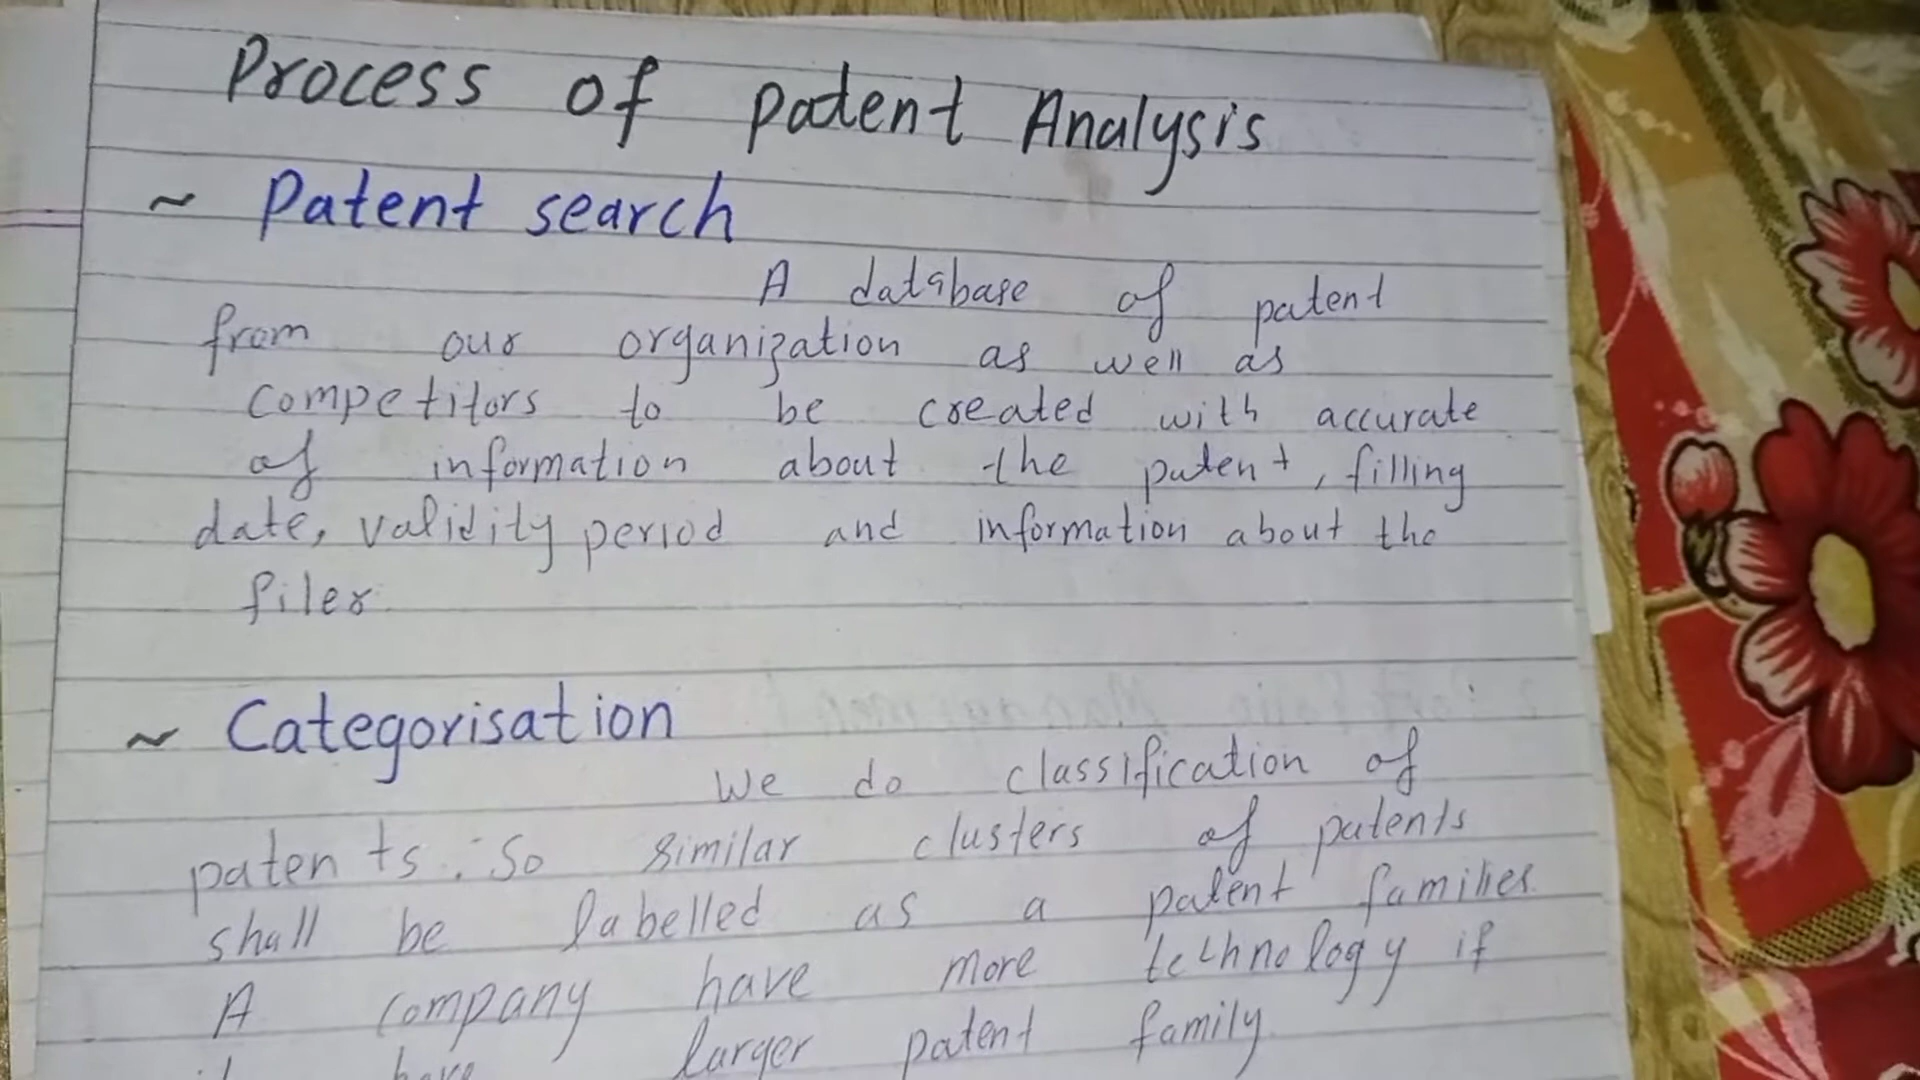 Process of patent Analysis
~ Patent search
A database of patent
from our organization as well as
competitors to be created with accurate
of information about the patent, filling
date, validity period and information about the
filer.
~ Categorisation
We do classification of
patents. So similar clusters of patents
shall be labelled as a patent families.
A company have more technology if
it have larger patent family